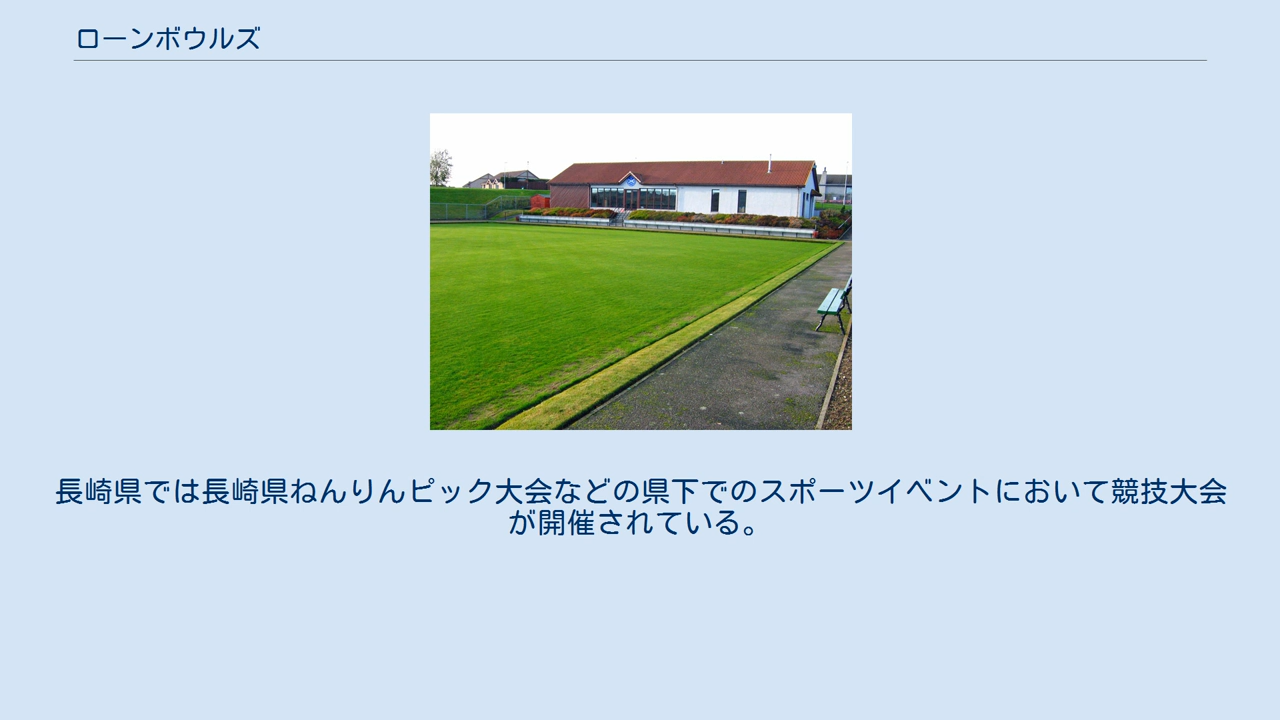 ローンボウルズ
長崎県では長崎県ねんりんピック大会などの県下でのスポーツイベントにおいて競技大会
が開催されている。